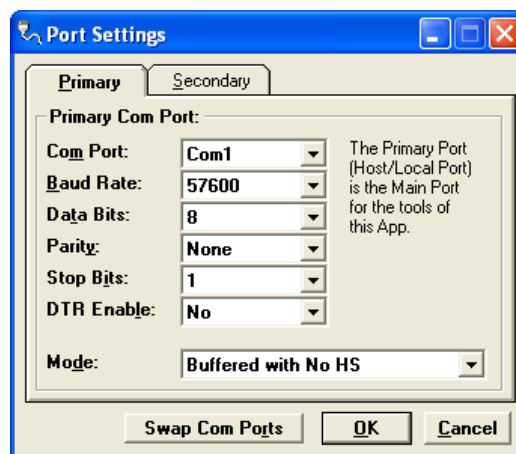 Port Settings
Primary Secondary
Primary Com Port:
Com Port: Com1
Baud Rate: 57600
Data Bits: 8
Parity: None
Stop Bits: 1
DTR Enable: No
The Primary Port
(Host/Local Port)
is the Main Port
for the tools of
this App.
Mode: Buffered with No HS
Swap Com Ports OK Cancel